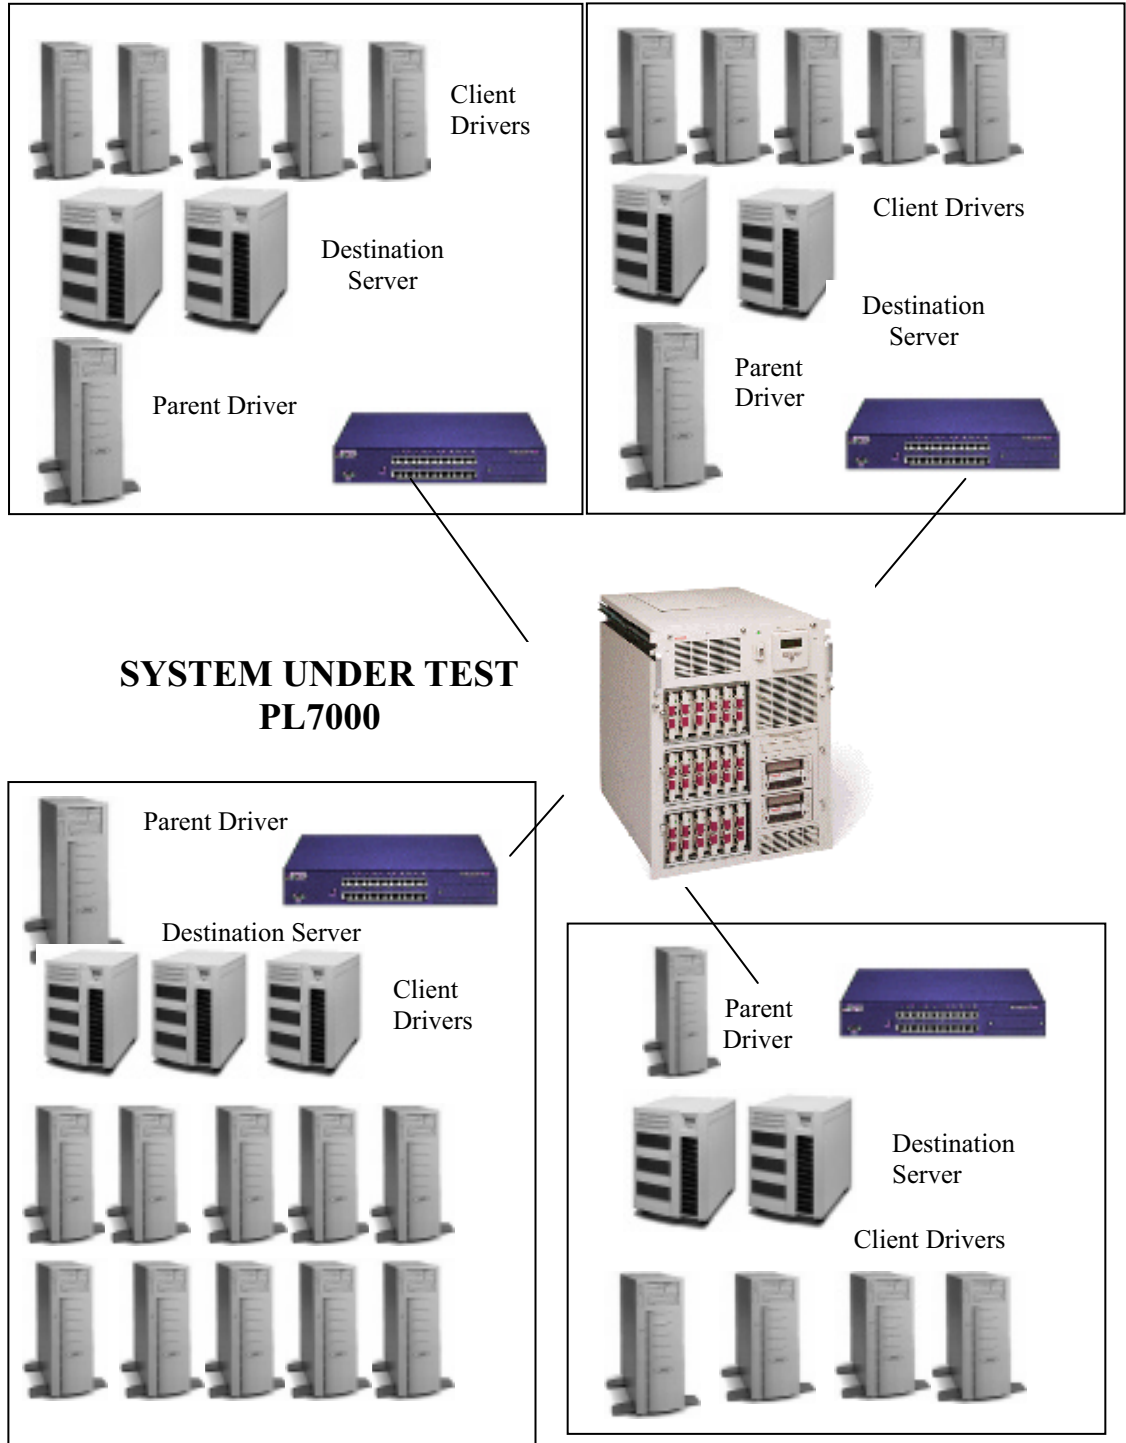 Client
Drivers
Destination
Server
Parent Driver
Client Drivers
Destination
Server
Parent
Driver
SYSTEM UNDER TEST
PL7000
Parent Driver
Destination Server
Client
Drivers
Parent
Driver
Destination
Server
Client Drivers